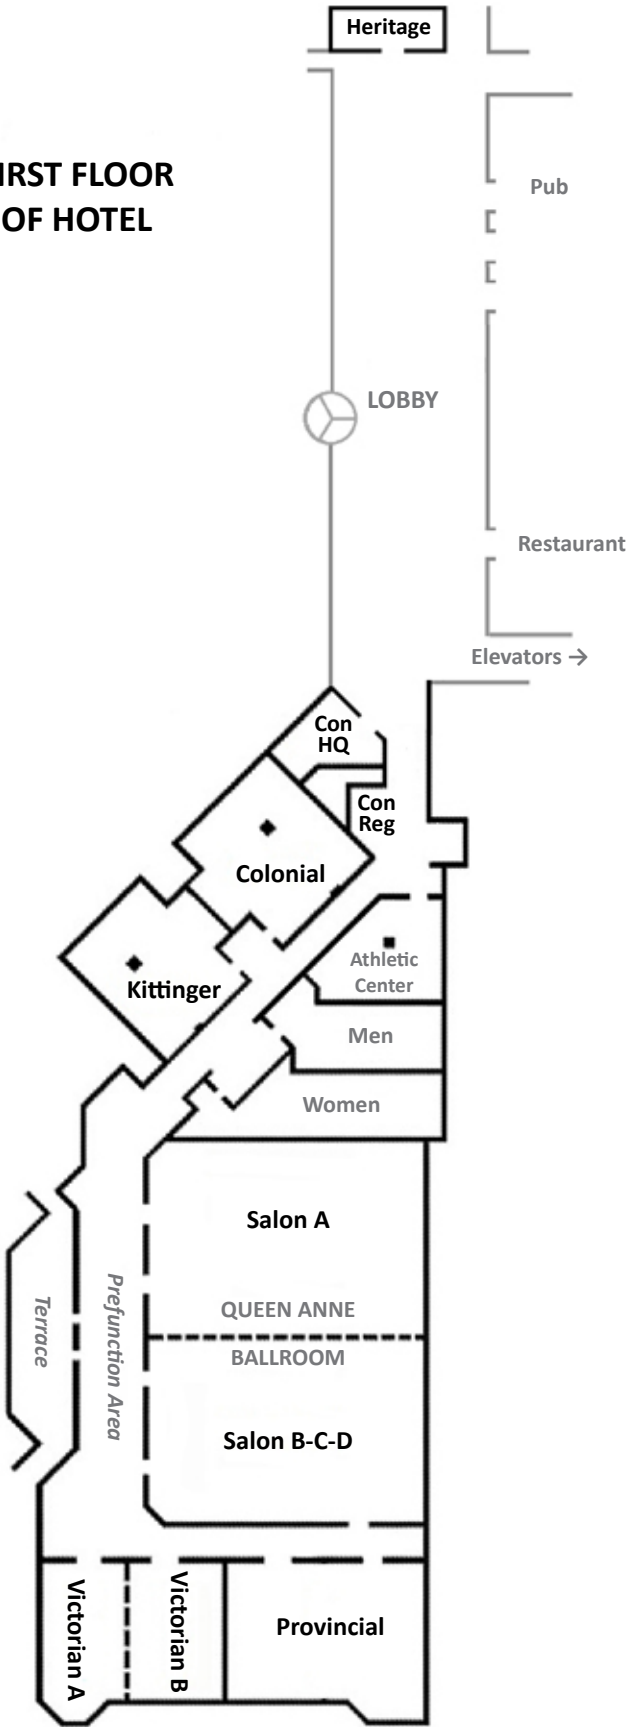 Heritage
IRST FLOOR
OF HOTEL
Pub
LOBBY
Restaurant
Elevators →
Con
HQ
Con
Reg
Colonial
Kittinger
Athletic
Center
Men
Women
Salon A
QUEEN ANNE
BALLROOM
Terrace
Prefunction Area
Salon B-C-D
Victorian A
Victorian B
Provincial